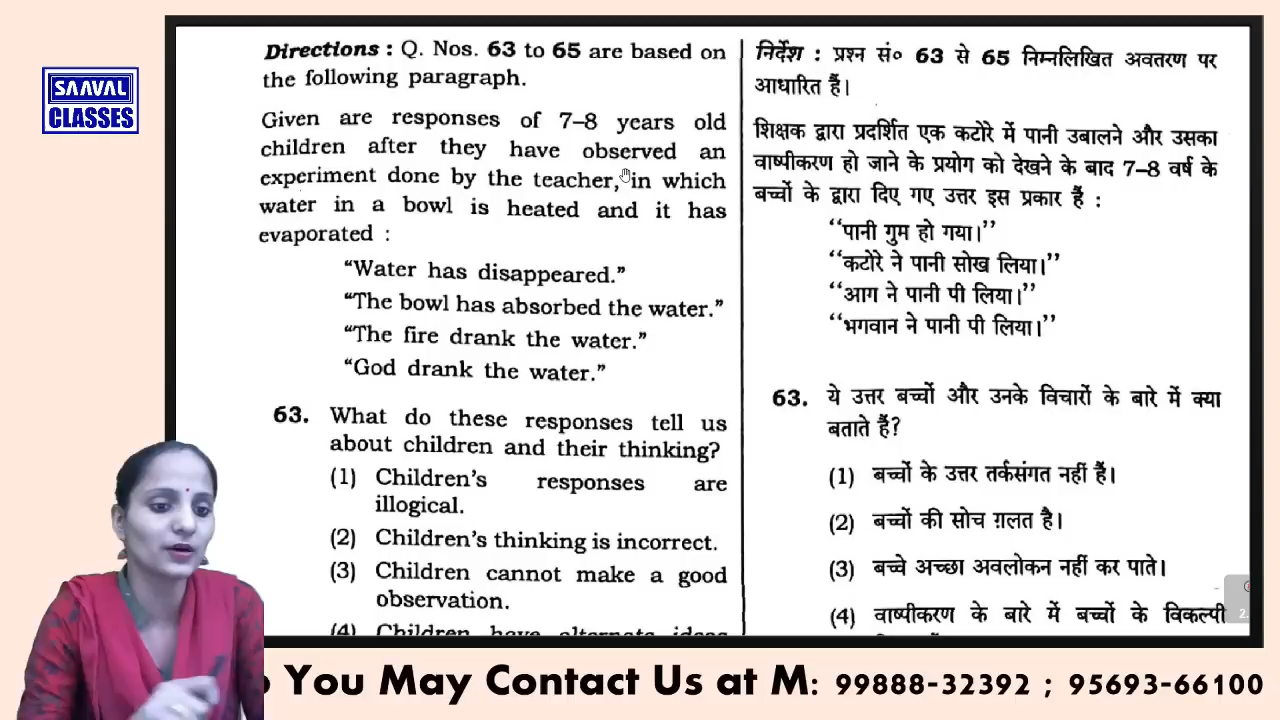 SAAVAL
CLASSES
Directions : Q. Nos. 63 to 65 are based on
the following paragraph.
Given are responses of 7–8 years old
children after they have observed an
experiment done by the teacher, in which
water in a bowl is heated and it has
evaporated :
“Water has disappeared.”
“The bowl has absorbed the water.”
“The fire drank the water.”
“God drank the water.”
63. What do these responses tell us
about children and their thinking?
(1) Children’s responses are
illogical.
(2) Children’s thinking is incorrect.
(3) Children cannot make a good
observation.
(4) Children have alternate ideas
निर्देश : प्रश्न सं० 63 से 65 निम्नलिखित अवतरण पर
आधारित हैं।
शिक्षक द्वारा प्रदर्शित एक कटोरे में पानी उबालने और उसका
वाष्पीकरण हो जाने के प्रयोग को देखने के बाद 7–8 वर्ष के
बच्चों के द्वारा दिए गए उत्तर इस प्रकार हैं :
‘‘पानी गुम हो गया।’’
‘‘कटोरे ने पानी सोख लिया।’’
‘‘आग ने पानी पी लिया।’’
‘‘भगवान ने पानी पी लिया।’’
63. ये उत्तर बच्चों और उनके विचारों के बारे में क्या
बताते हैं?
(1) बच्चों के उत्तर तर्कसंगत नहीं हैं।
(2) बच्चों की सोच ग़लत है।
(3) बच्चे अच्छा अवलोकन नहीं कर पाते।
(4) वाष्पीकरण के बारे में बच्चों के विकल्पी
You May Contact Us at M: 99888-32392 ; 95693-66100